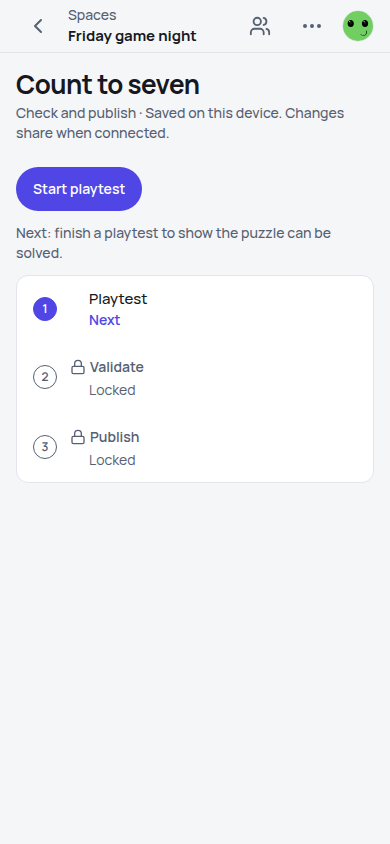 Spaces
Friday game night
Count to seven
Check and publish · Saved on this device. Changes
share when connected.
Start playtest
Next: finish a playtest to show the puzzle can be
solved.
1
Playtest
Next
2
Validate
Locked
3
Publish
Locked